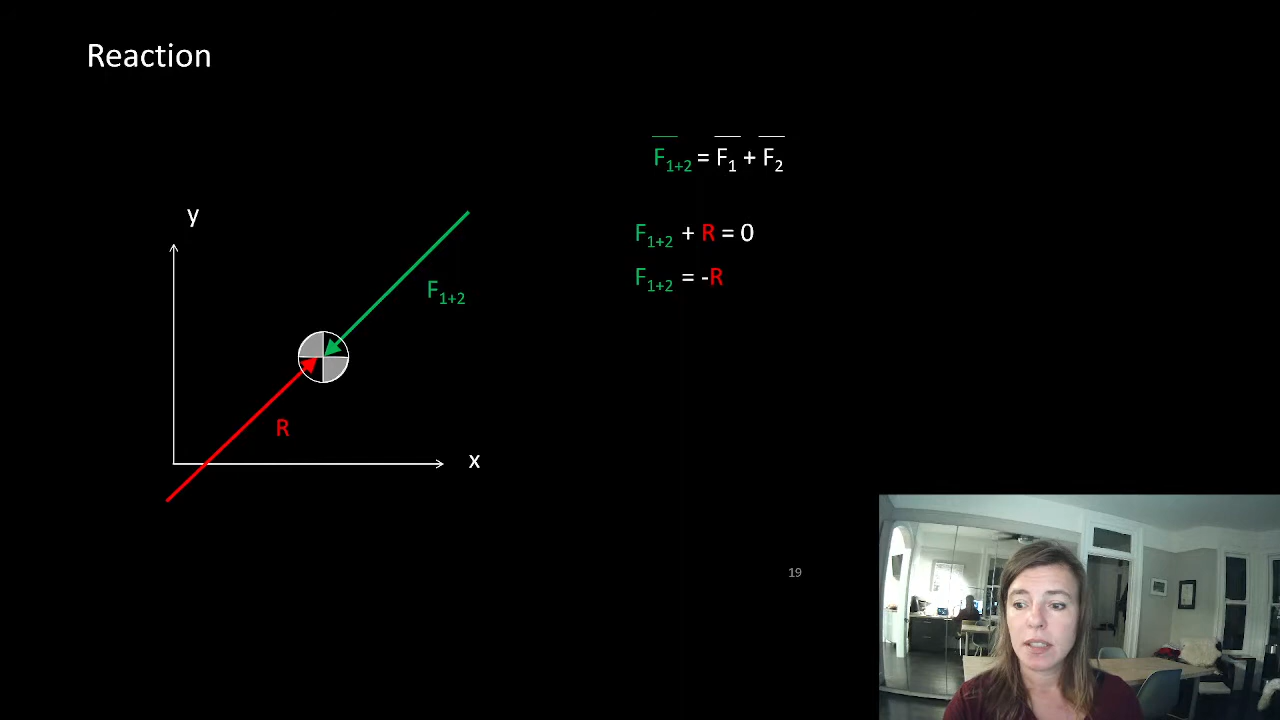 Reaction
F₁₊₂ = F₁ + F₂
F₁₊₂ + R = 0
F₁₊₂ = -R
y
F₁₊₂
R
x
19